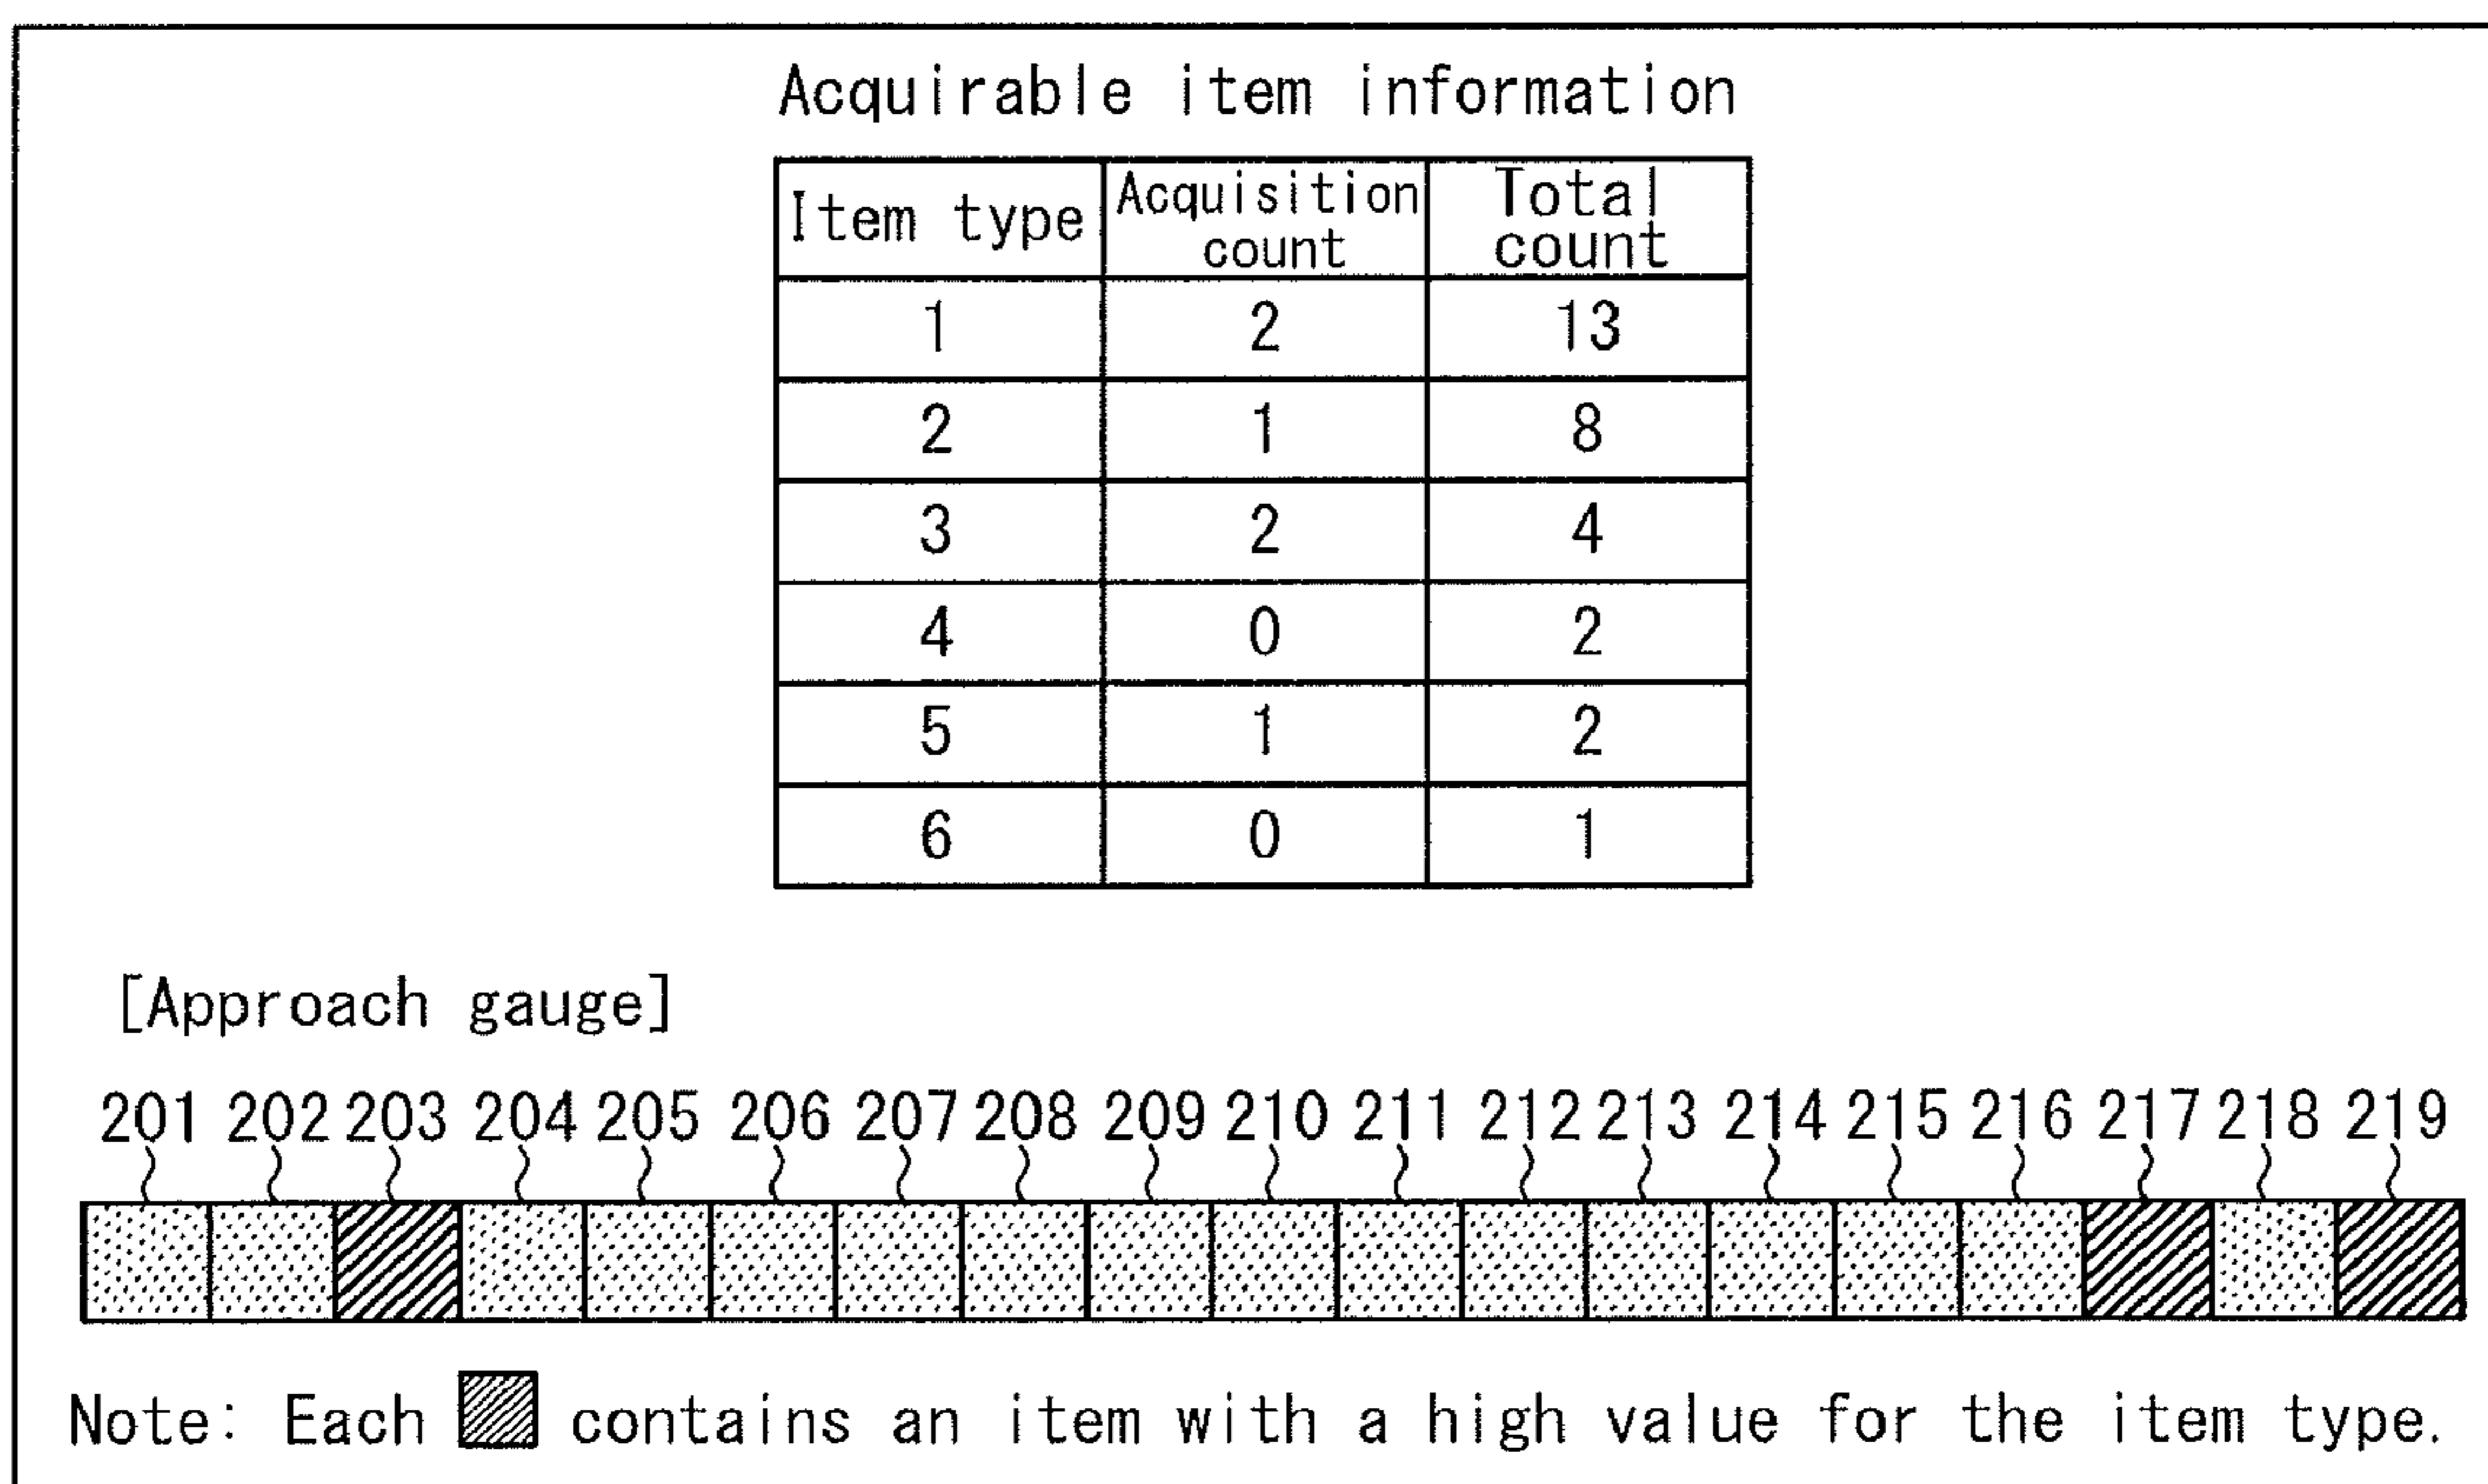 Acquirable item information
Item type Acquisition count Total count
1 2 13
2 1 8
3 2 4
4 0 2
5 1 2
6 0 1
[Approach gauge]
201 202 203 204 205 206 207 208 209 210 211 212 213 214 215 216 217 218 219
Note: Each contains an item with a high value for the item type.